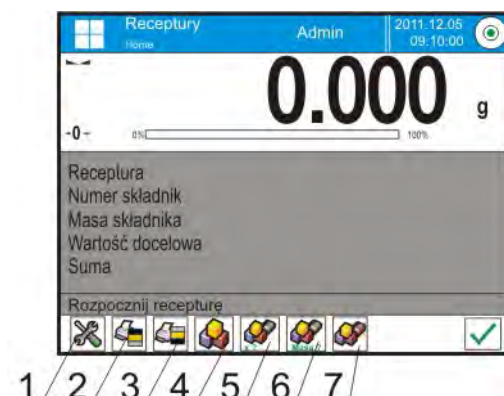 Receptury
Home
Admin
2011.12.05
09:10:00
0.000 g
-0-
0% 100%
Receptura
Numer składnik
Masa składnika
Wartość docelowa
Suma
Rozpocznij recepturę
1 2 3 4 5 6 7